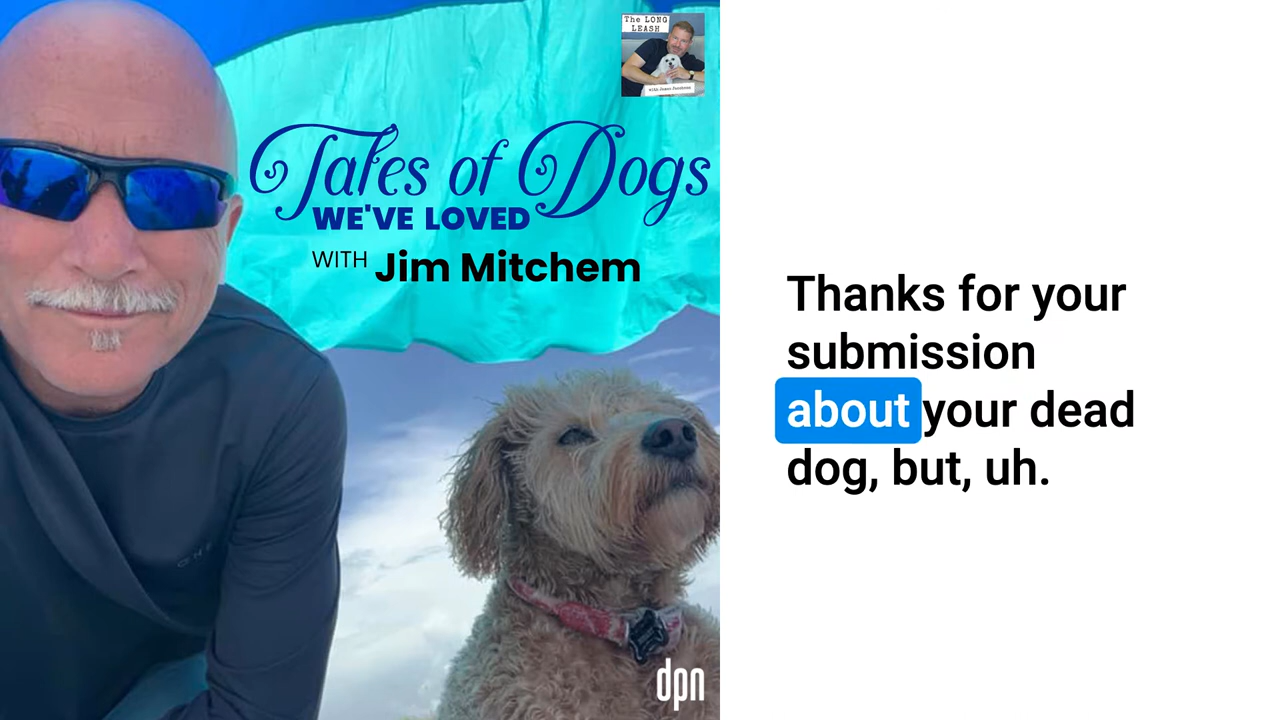 The LONG
LEASH
Tales of Dogs
WE'VE LOVED
WITH Jim Mitchem
Thanks for your
submission
about your dead
dog, but, uh.
dpn